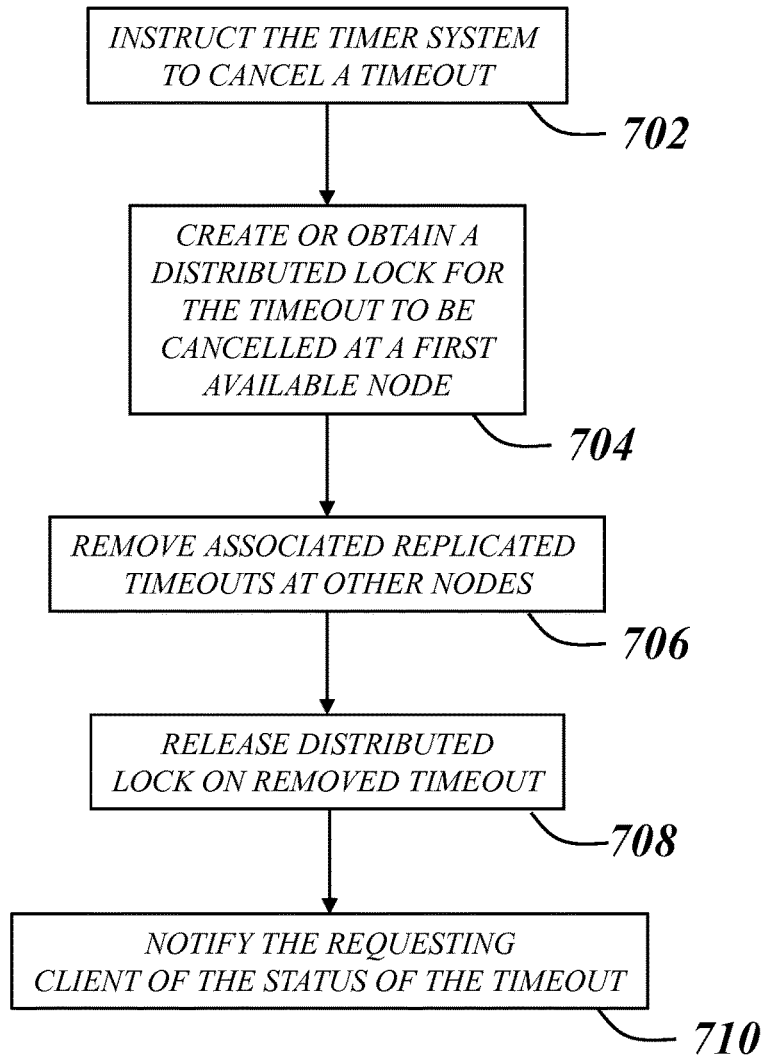 INSTRUCT THE TIMER SYSTEM
TO CANCEL A TIMEOUT
702
CREATE OR OBTAIN A
DISTRIBUTED LOCK FOR
THE TIMEOUT TO BE
CANCELLED AT A FIRST
AVAILABLE NODE
704
REMOVE ASSOCIATED REPLICATED
TIMEOUTS AT OTHER NODES
706
RELEASE DISTRIBUTED
LOCK ON REMOVED TIMEOUT
708
NOTIFY THE REQUESTING
CLIENT OF THE STATUS OF THE TIMEOUT
710